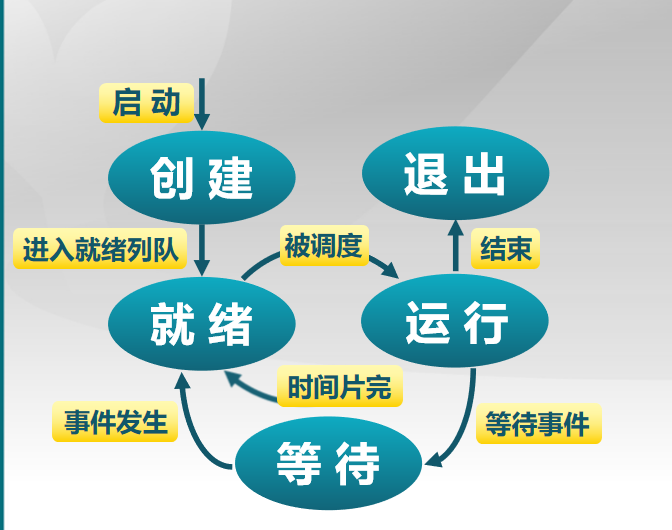 启 动
创 建
退 出
进入就绪列队
被调度
结束
就 绪
运 行
时间片完
事件发生
等待事件
等 待